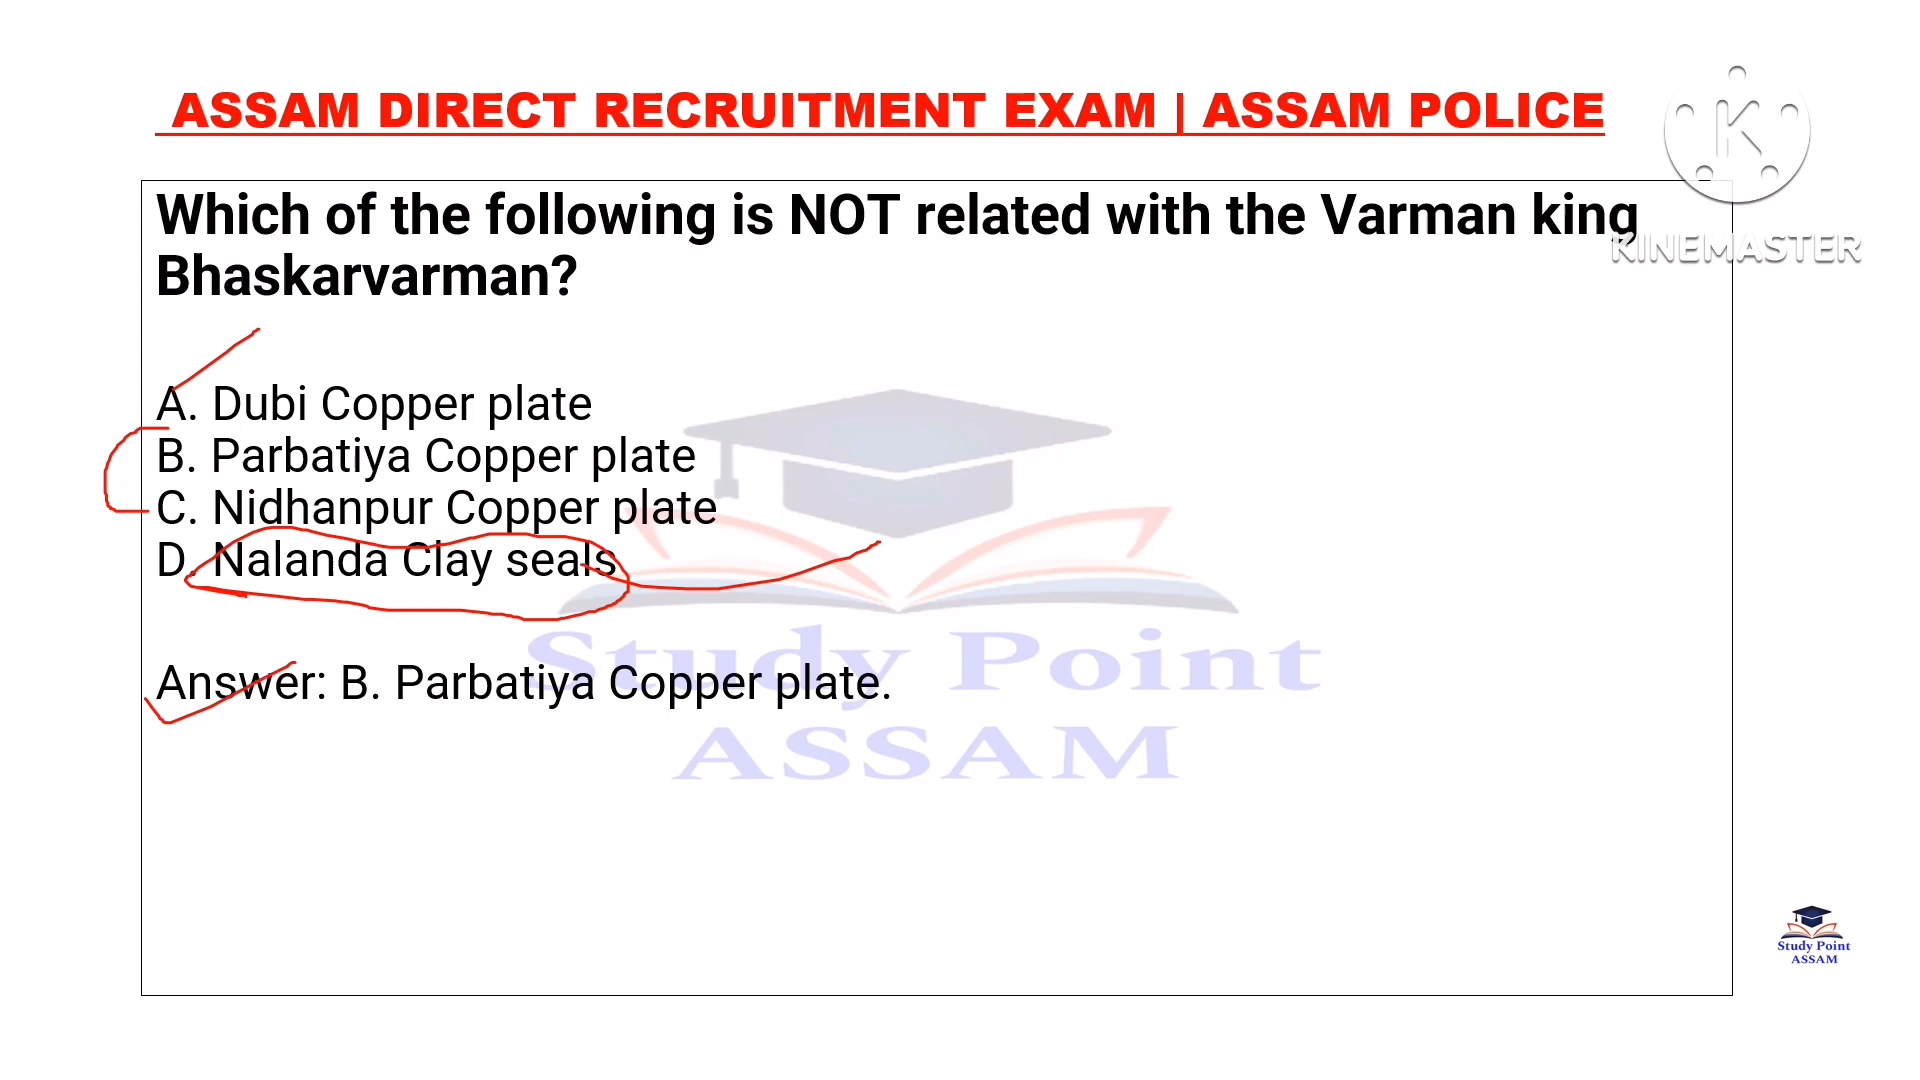 ASSAM DIRECT RECRUITMENT EXAM | ASSAM POLICE
K
KINEMASTER
Which of the following is NOT related with the Varman king
Bhaskarvarman?
A. Dubi Copper plate
B. Parbatiya Copper plate
C. Nidhanpur Copper plate
D. Nalanda Clay seals
Answer: B. Parbatiya Copper plate.
Study Point
ASSAM
Study Point
ASSAM